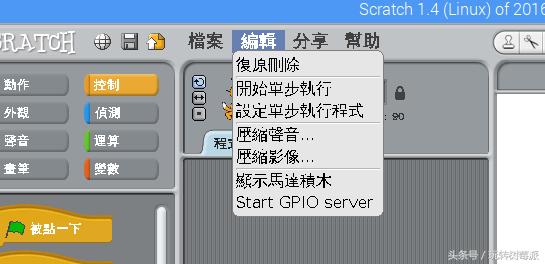 Scratch 1.4 (Linux) of 2016
SCRATCH 檔案 編輯 分享 幫助
動作 控制
外觀 偵測
聲音 運算
畫筆 變數
復原刪除
開始單步執行
設定單步執行程式
壓縮聲音...
壓縮影像...
顯示馬達積木
Start GPIO server
: 90
程式
被點一下
头条号／玩转树莓派